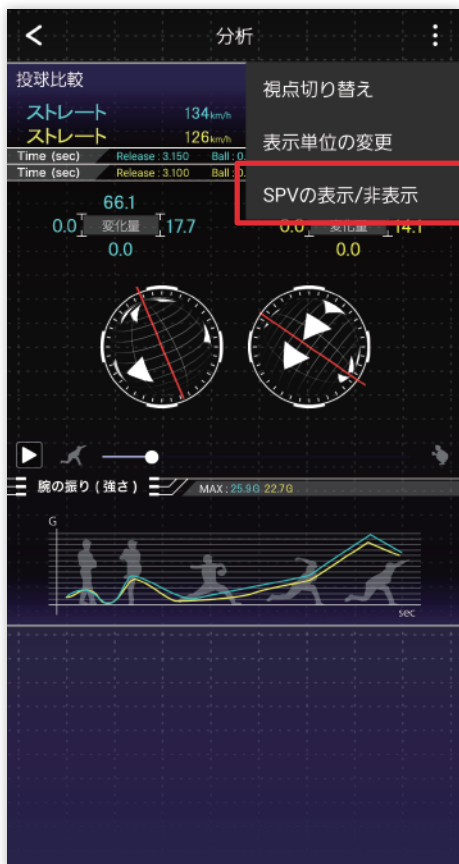 分析
投球比較
視点切り替え
ストレート 134km/h
表示単位の変更
ストレート 126km/h
Time (sec) Release : 3.150 Ball : 0.
Time (sec) Release : 3.100 Ball : 0.
SPVの表示/非表示
66.1
0.0 変化量 17.7
0.0
0.0 変化量 14.1
0.0
腕の振り ( 強さ ) MAX : 25.9G 22.7G
G
sec